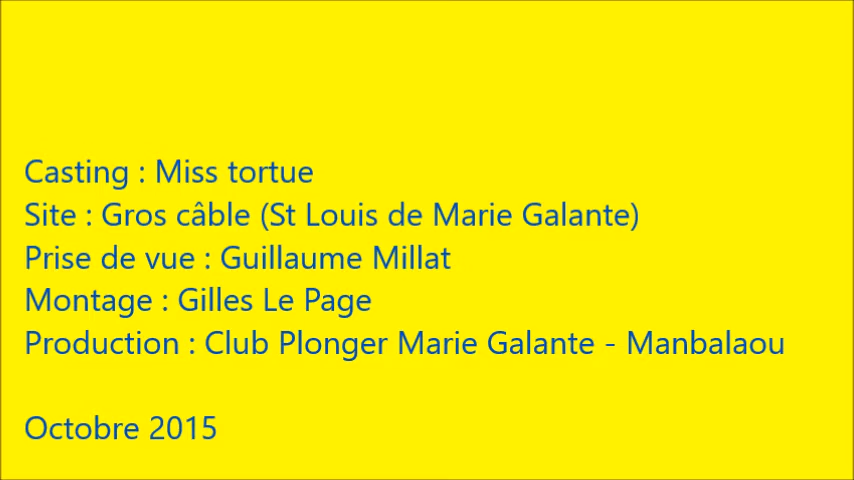 Casting : Miss tortue
Site : Gros câble (St Louis de Marie Galante)
Prise de vue : Guillaume Millat
Montage : Gilles Le Page
Production : Club Plonger Marie Galante - Manbalaou
Octobre 2015